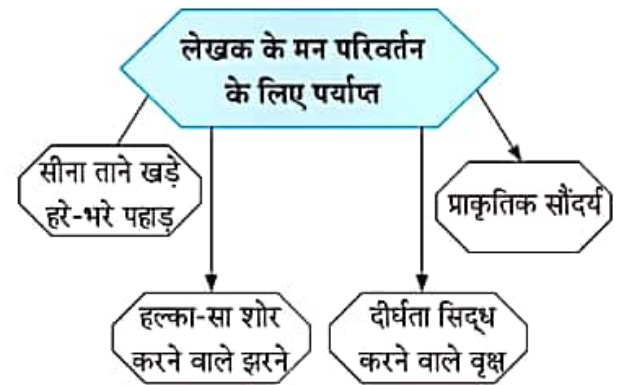 लेखक के मन परिवर्तन
के लिए पर्याप्त
सीना ताने खड़े
हरे-भरे पहाड़
प्राकृतिक सौंदर्य
हल्का-सा शोर
करने वाले झरने
दीर्घता सिद्ध
करने वाले वृक्ष